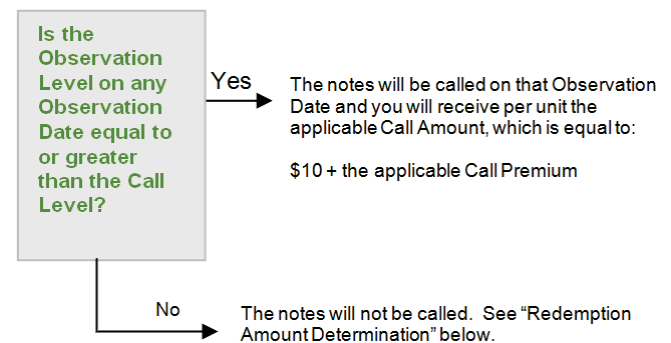 Is the
Observation
Level on any
Observation
Date equal to
or greater
than the Call
Level?
Yes
The notes will be called on that Observation
Date and you will receive per unit the
applicable Call Amount, which is equal to:
$10 + the applicable Call Premium
No
The notes will not be called.  See “Redemption
Amount Determination” below.